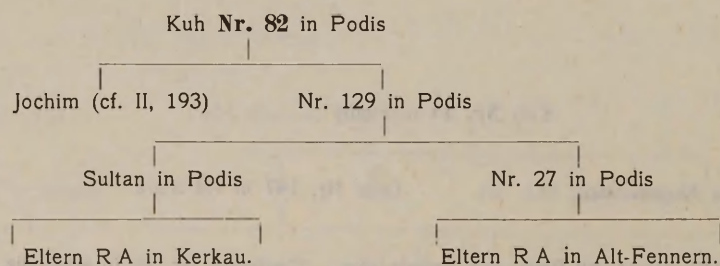 Kuh Nr. 82 in Podis
Jochim (cf. II, 193) Nr. 129 in Podis
Sultan in Podis Nr. 27 in Podis
Eltern R A in Kerkau. Eltern R A in Alt-Fennern.